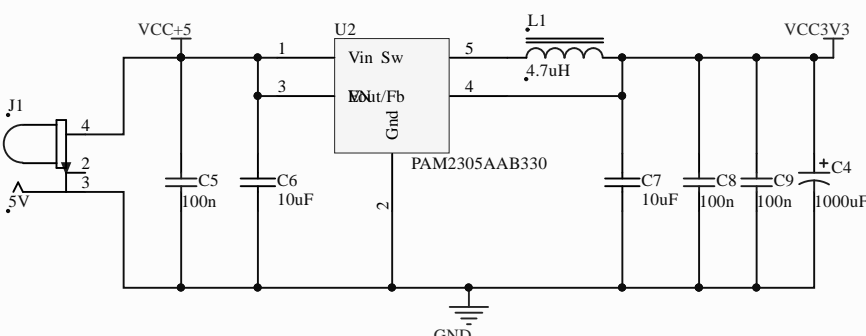 VCC+5
U2
L1
VCC3V3
1
Vin Sw
5
4.7uH
J1
3
EN
Vout/Fb
4
4
Gnd
2
PAM2305AAB330
3
5V
C5
100n
C6
10uF
2
C7
10uF
C8
100n
C9
100n
+
C4
1000uF
GND